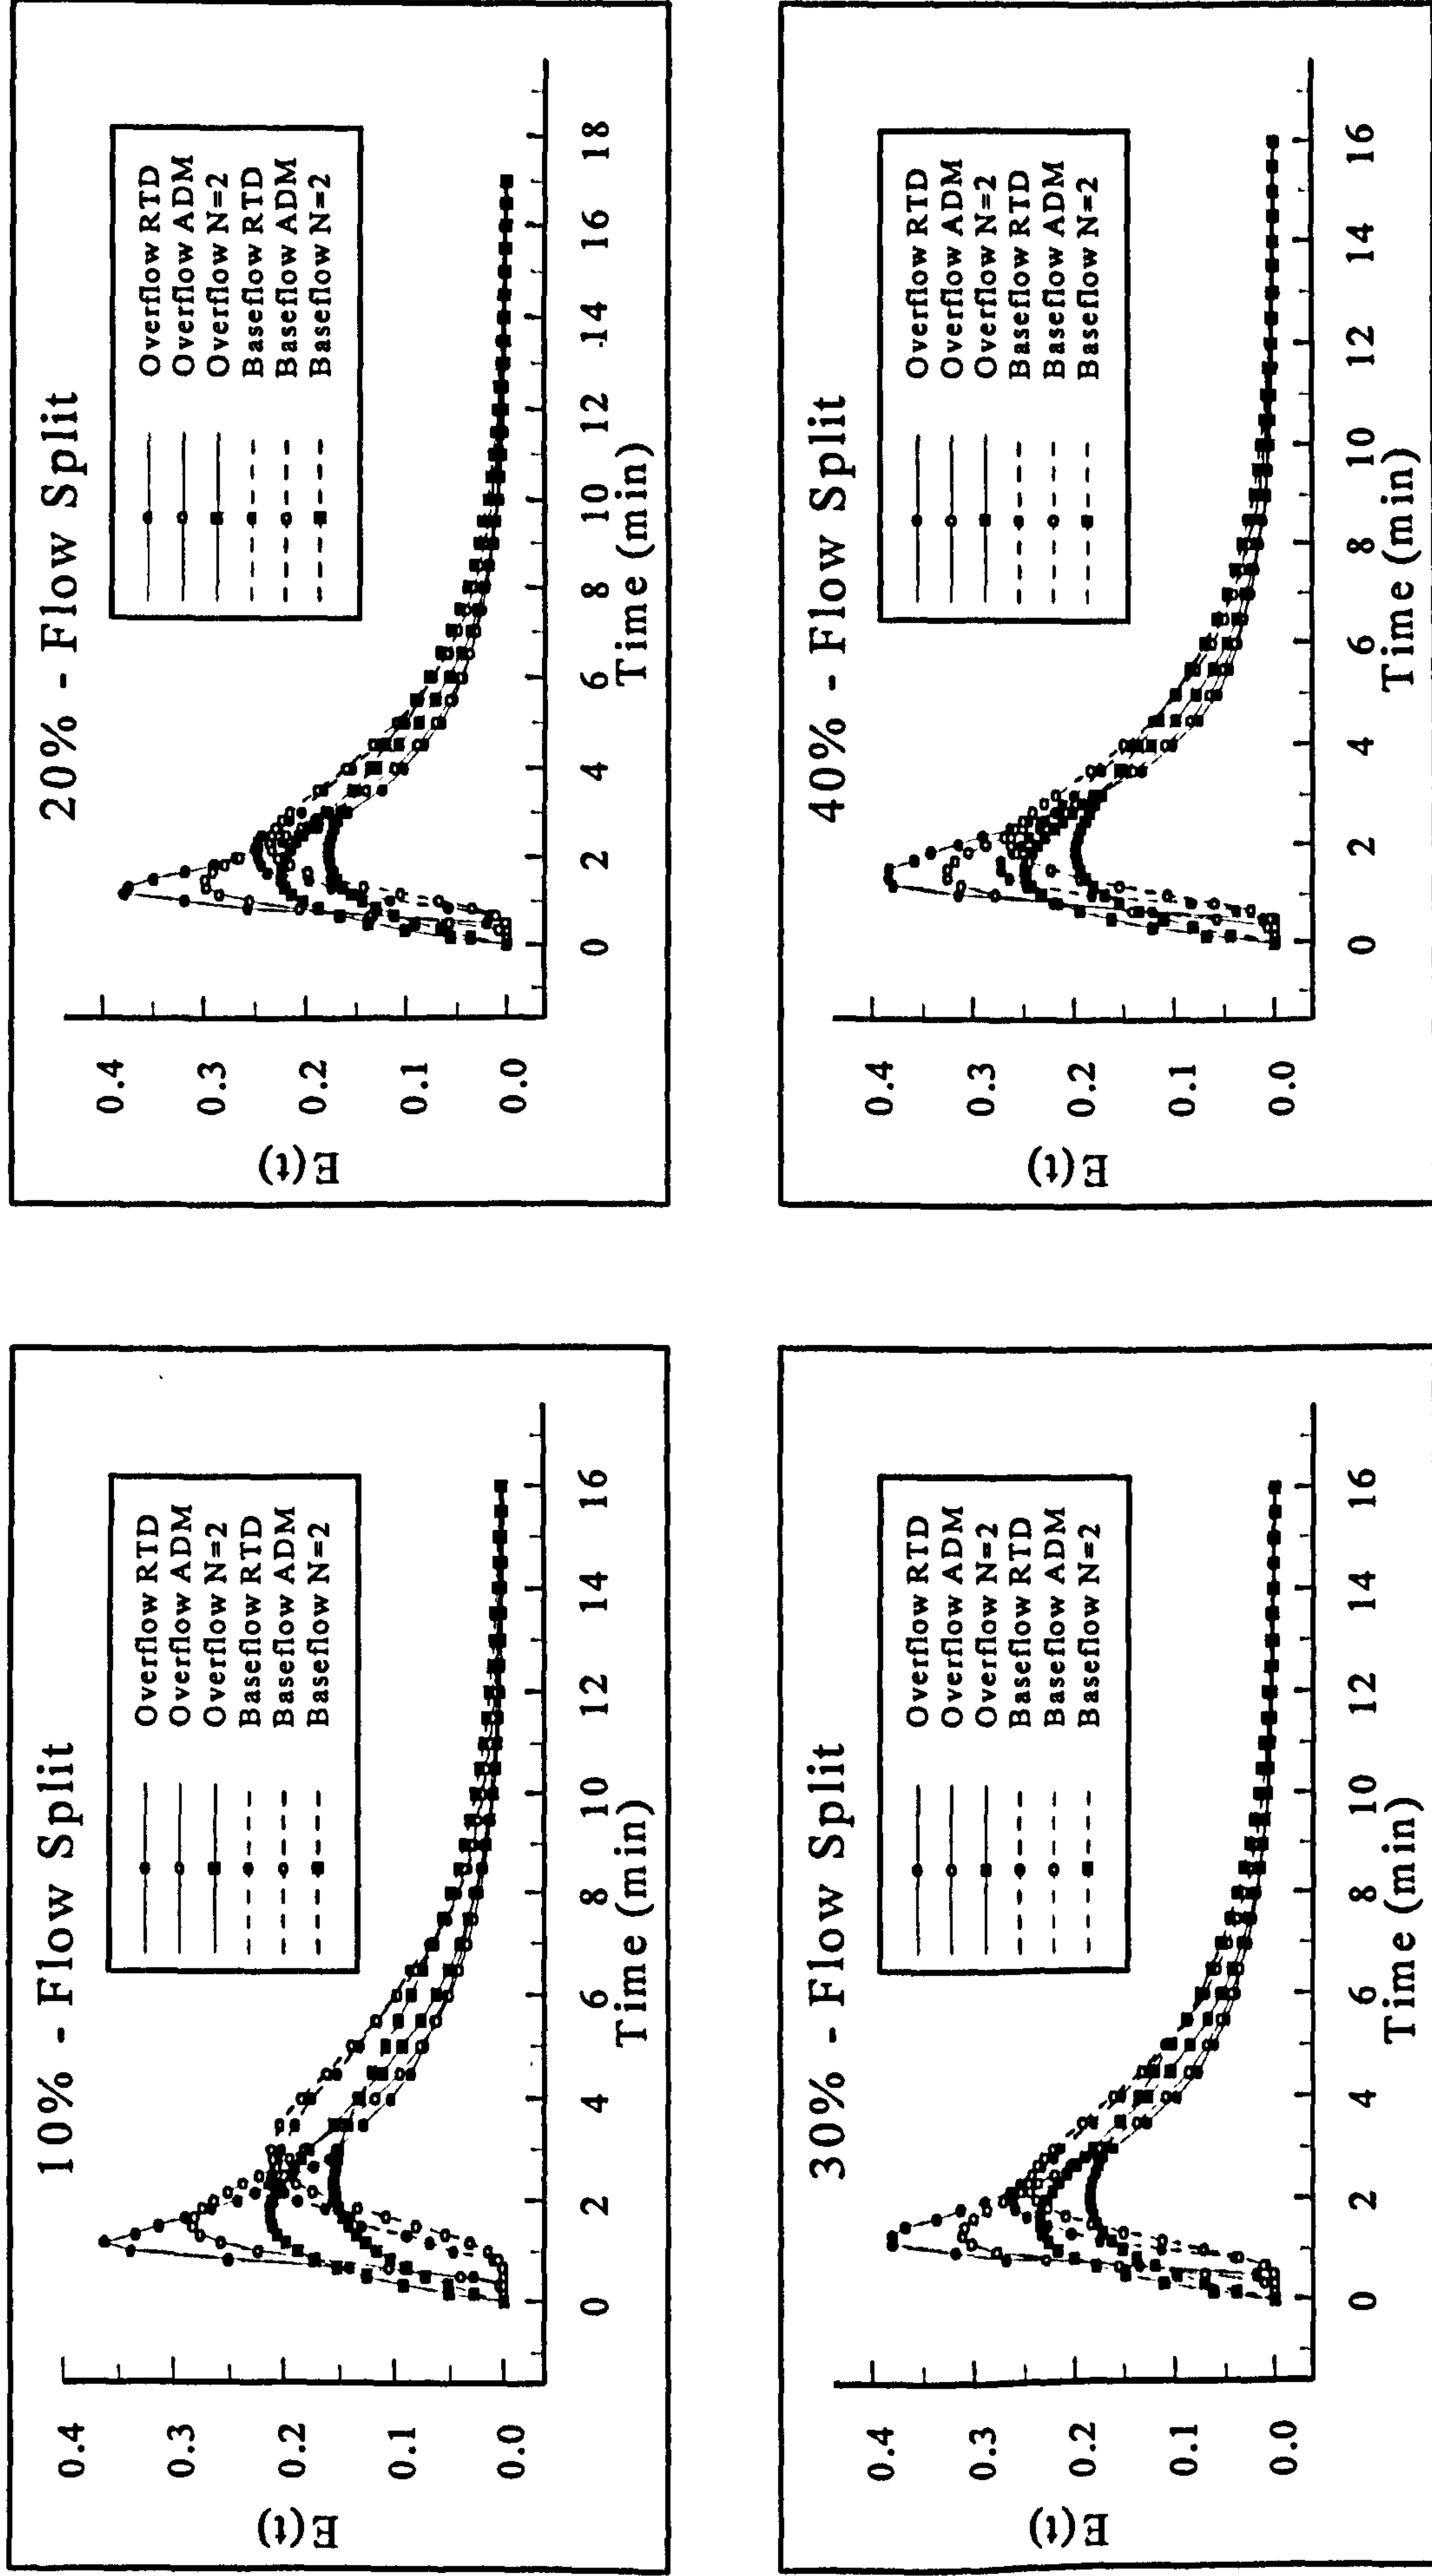 10% - Flow Split
Overflow RTD
Overflow ADM
Overflow N=2
Baseflow RTD
Baseflow ADM
Baseflow N=2
E(t)
0.4
0.3
0.2
0.1
0.0
0 2 4 6 8 10 12 14 16
Time (min)
20% - Flow Split
Overflow RTD
Overflow ADM
Overflow N=2
Baseflow RTD
Baseflow ADM
Baseflow N=2
E(t)
0.4
0.3
0.2
0.1
0.0
0 2 4 6 8 10 12 14 16 18
Time (min)
30% - Flow Split
Overflow RTD
Overflow ADM
Overflow N=2
Baseflow RTD
Baseflow ADM
Baseflow N=2
E(t)
0.4
0.3
0.2
0.1
0.0
0 2 4 6 8 10 12 14 16
Time (min)
40% - Flow Split
Overflow RTD
Overflow ADM
Overflow N=2
Baseflow RTD
Baseflow ADM
Baseflow N=2
E(t)
0.4
0.3
0.2
0.1
0.0
0 2 4 6 8 10 12 14 16
Time (min)